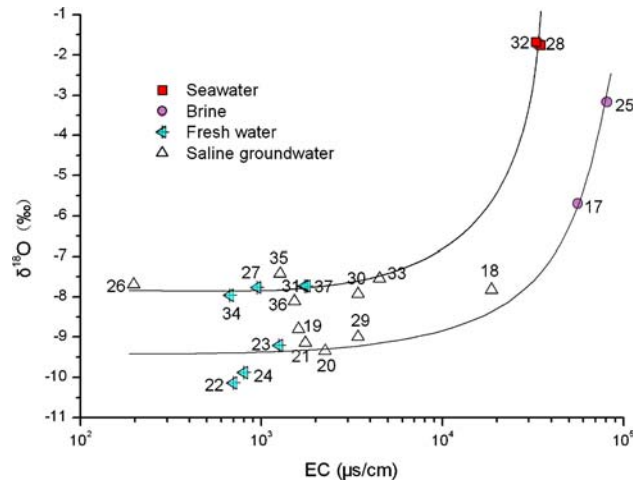 -1
-2
-3
-4
-5
-6
-7
-8
-9
-10
-11
δ18O (‰)
Seawater
Brine
Fresh water
Saline groundwater
32 28
25
17
35
26 27 31 37 30 33 18
34 36
23 19 29
21 20
22 24
10² 10³ 10⁴ 10⁵
EC (μs/cm)